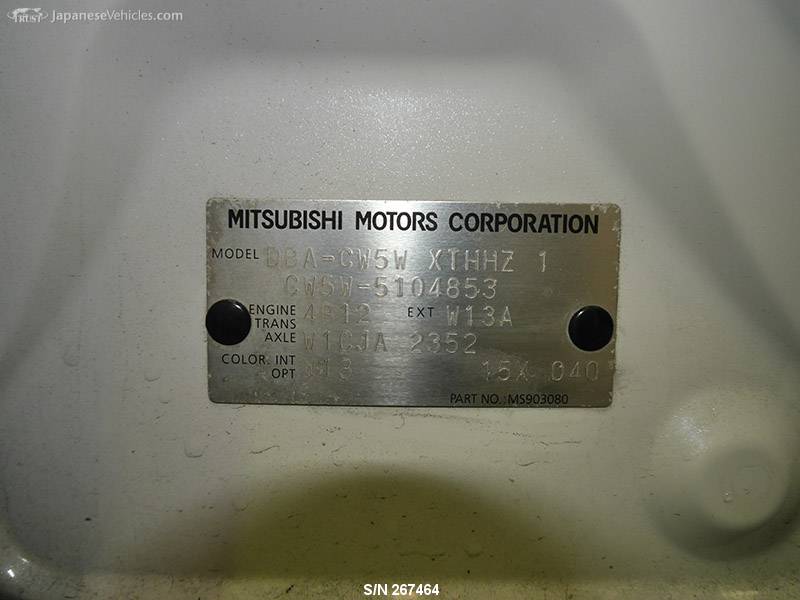 TRUST JapaneseVehicles.com
MITSUBISHI MOTORS CORPORATION
MODEL DBA-CW5W XTHHZ 1
CW5W-5104853
ENGINE 4B12 EXT W13A
TRANS
AXLE W1CJA 2352
COLOR. INT
OPT 15X 040
PART NO. : MS903080
S/N 267464